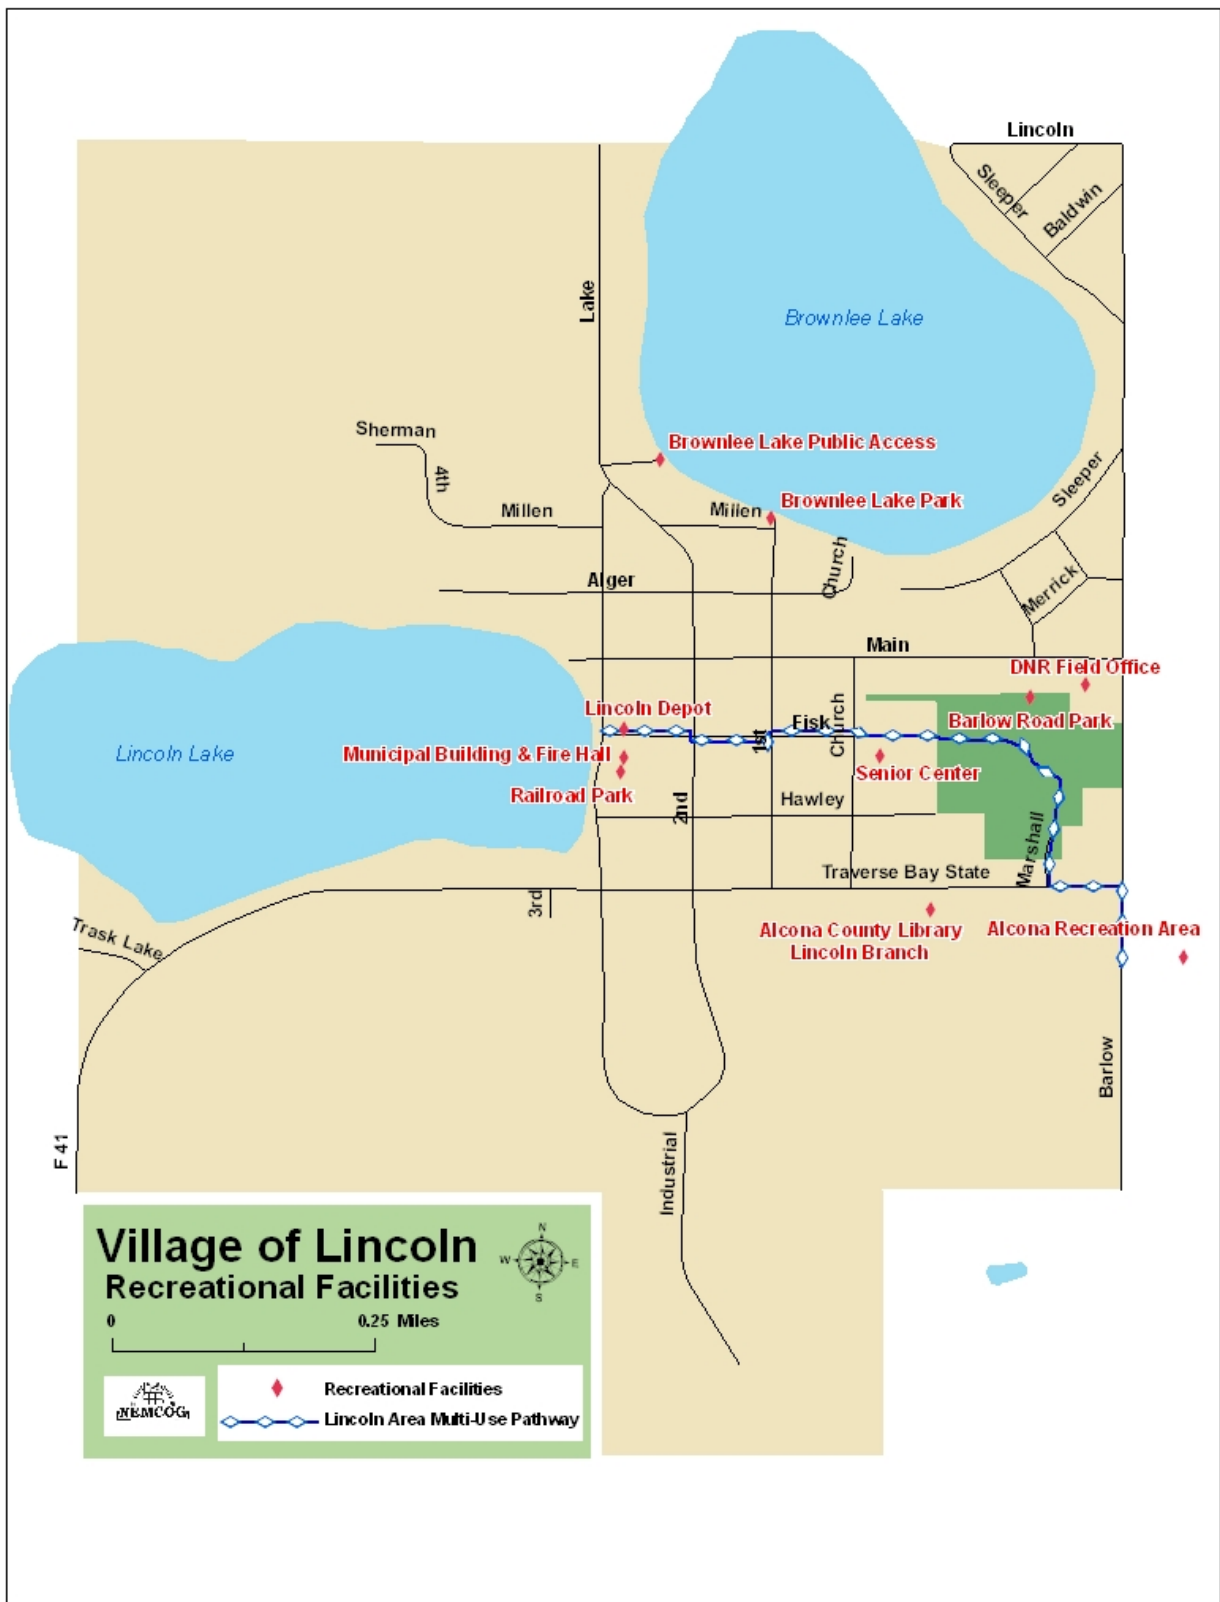 Lincoln
Sleeper
Baldwin
Lake
Brownlee Lake
Sherman
4th
Brownlee Lake Public Access
Sleeper
Millen
Millen
Brownlee Lake Park
Church
Alger
Merrick
Main
DNR Field Office
Lincoln Depot
Fisk
Church
Barlow Road Park
1st
Lincoln Lake
Municipal Building & Fire Hall
Senior Center
Railroad Park
2nd
Hawley
Marshall
Traverse Bay State
3rd
Trask Lake
Alcona County Library
Lincoln Branch
Alcona Recreation Area
Barlow
F 41
Industrial
Village of Lincoln
Recreational Facilities
N
W
E
S
0 0.25 Miles
NEMCOG
Recreational Facilities
Lincoln Area Multi-Use Pathway